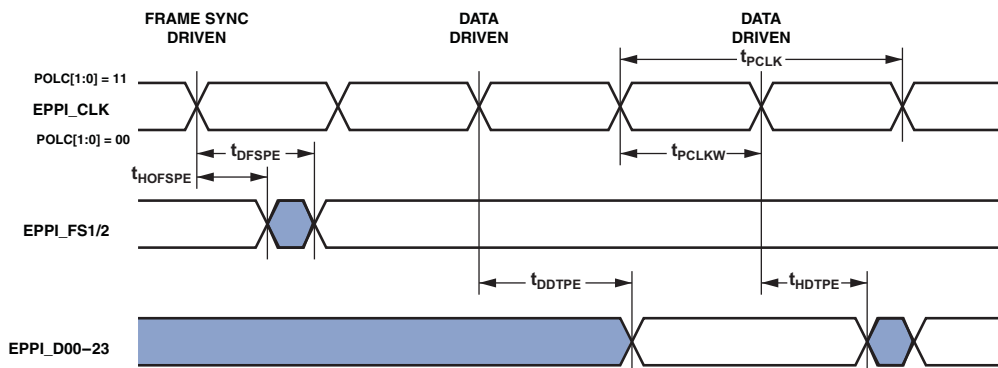 FRAME SYNC
DRIVEN
DATA
DRIVEN
DATA
DRIVEN
tPCLK
POLC[1:0] = 11
EPPI_CLK
POLC[1:0] = 00
tDFSPE
tPCLKW
tHOFSPE
EPPI_FS1/2
tDDTPE
tHDTPE
EPPI_D00–23